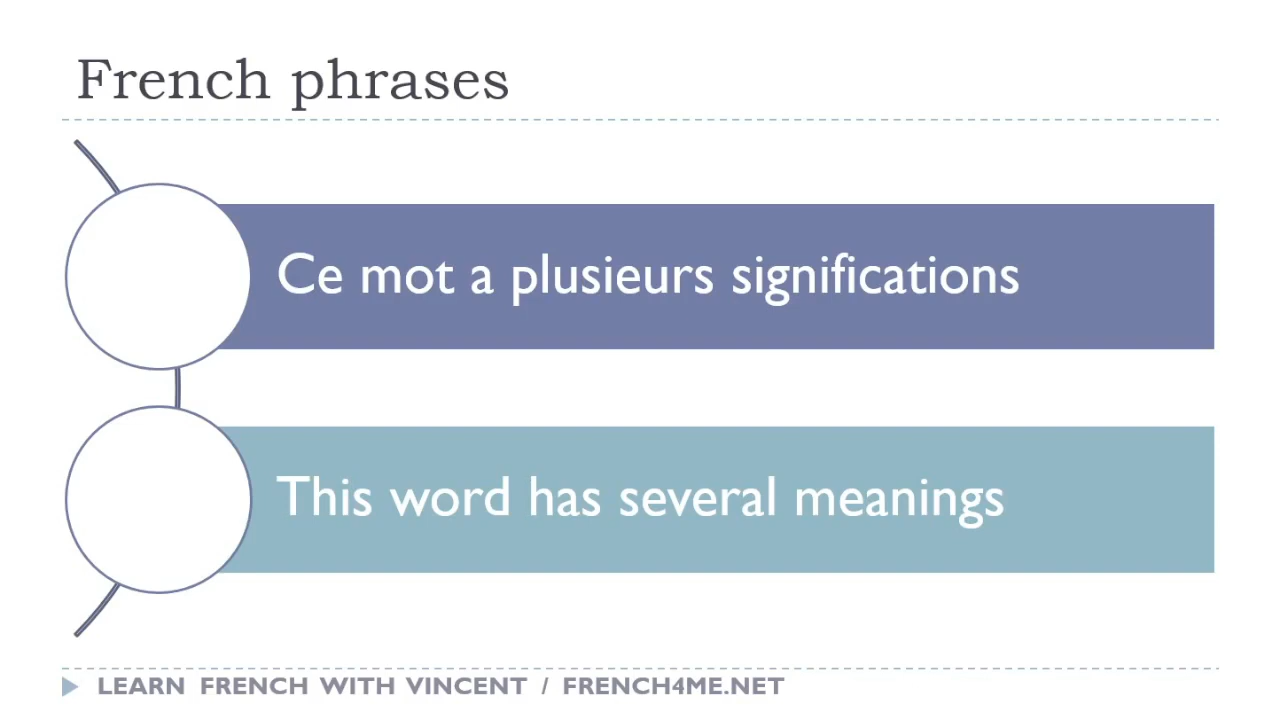 French phrases
Ce mot a plusieurs significations
This word has several meanings
LEARN FRENCH WITH VINCENT / FRENCH4ME.NET